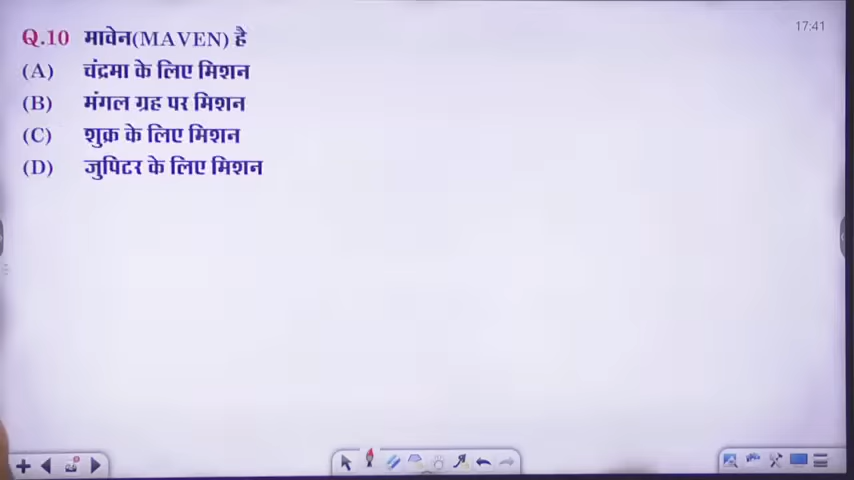 17:41
Q.10 मावेन(MAVEN) है
(A) चंद्रमा के लिए मिशन
(B) मंगल ग्रह पर मिशन
(C) शुक्र के लिए मिशन
(D) जुपिटर के लिए मिशन